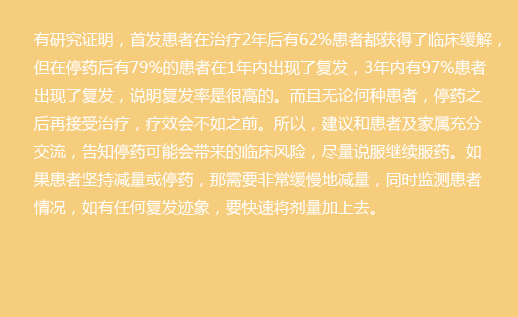 有研究证明，首发患者在治疗2年后有62%患者都获得了临床缓解，
但在停药后有79%的患者在1年内出现了复发，3年内有97%患者
出现了复发，说明复发率是很高的。而且无论何种患者，停药之
后再接受治疗，疗效会不如之前。所以，建议和患者及家属充分
交流，告知停药可能会带来的临床风险，尽量说服继续服药。如
果患者坚持减量或停药，那需要非常缓慢地减量，同时监测患者
情况，如有任何复发迹象，要快速将剂量加上去。